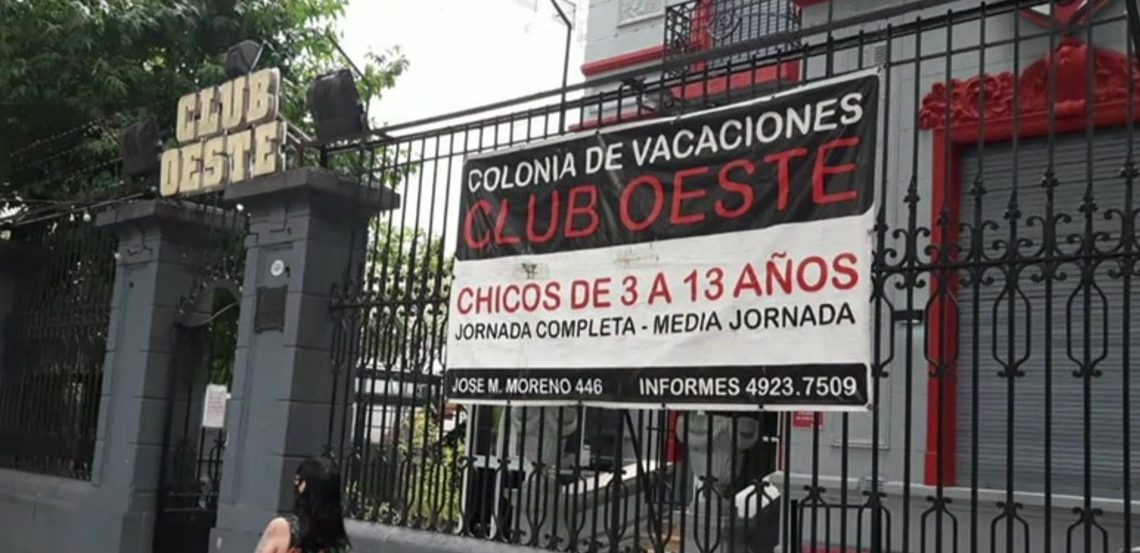 CLUB
OESTE
COLONIA DE VACACIONES
CLUB OESTE
CHICOS DE 3 A 13 AÑOS
JORNADA COMPLETA - MEDIA JORNADA
JOSE M. MORENO 446 INFORMES 4923.7509